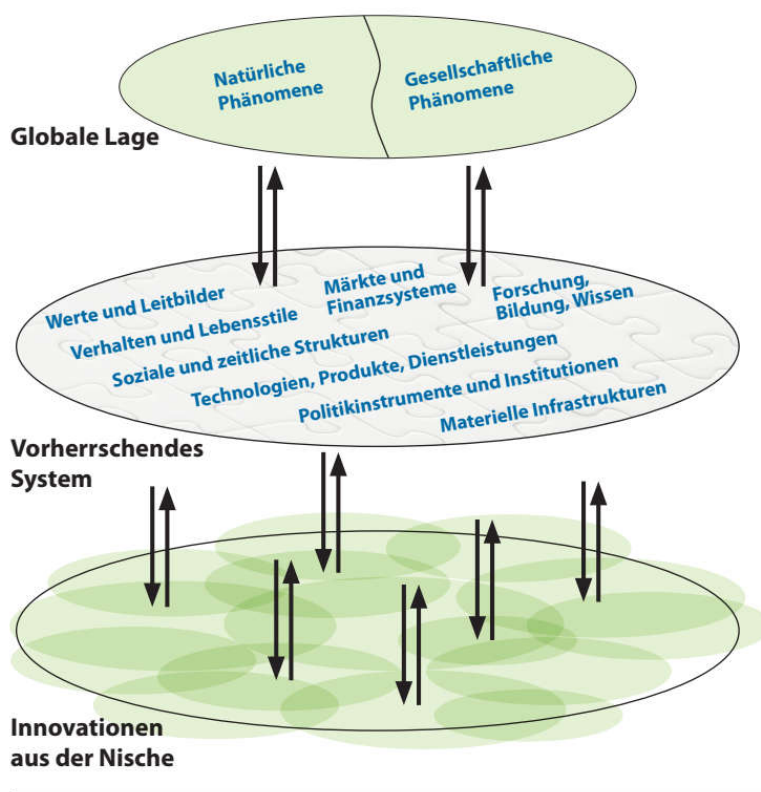 Natürliche
Phänomene
Gesellschaftliche
Phänomene
Globale Lage
Werte und Leitbilder
Märkte und
Finanzsysteme
Forschung,
Bildung, Wissen
Verhalten und Lebensstile
Soziale und zeitliche Strukturen
Technologien, Produkte, Dienstleistungen
Politikinstrumente und Institutionen
Materielle Infrastrukturen
Vorherrschendes
System
Innovationen
aus der Nische